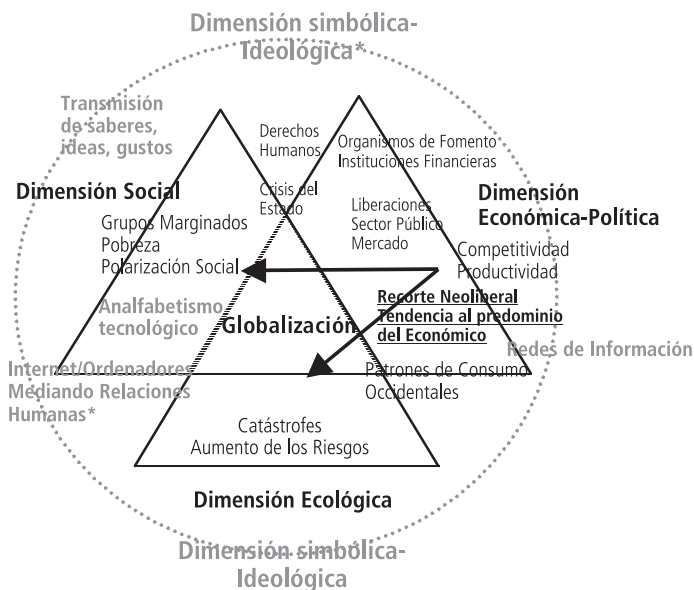 Dimensión simbólica-
Ideológica*
Transmisión
de saberes,
ideas, gustos
Derechos
Humanos
Organismos de Fomento
Instituciones Financieras
Dimensión Social
Crisis del
Estado
Liberaciones
Sector Público
Mercado
Dimensión
Económica-Política
Grupos Marginados
Pobreza
Polarización Social
Competitividad
Productividad
Analfabetismo
tecnológico
Globalización
Recorte Neoliberal
Tendencia al predominio
del Económico
Redes de Información
Internet/Ordenadores
Mediando Relaciones
Humanas*
Patrones de Consumo
Occidentales
Catástrofes
Aumento de los Riesgos
Dimensión Ecológica
Dimensión simbólica-
Ideológica